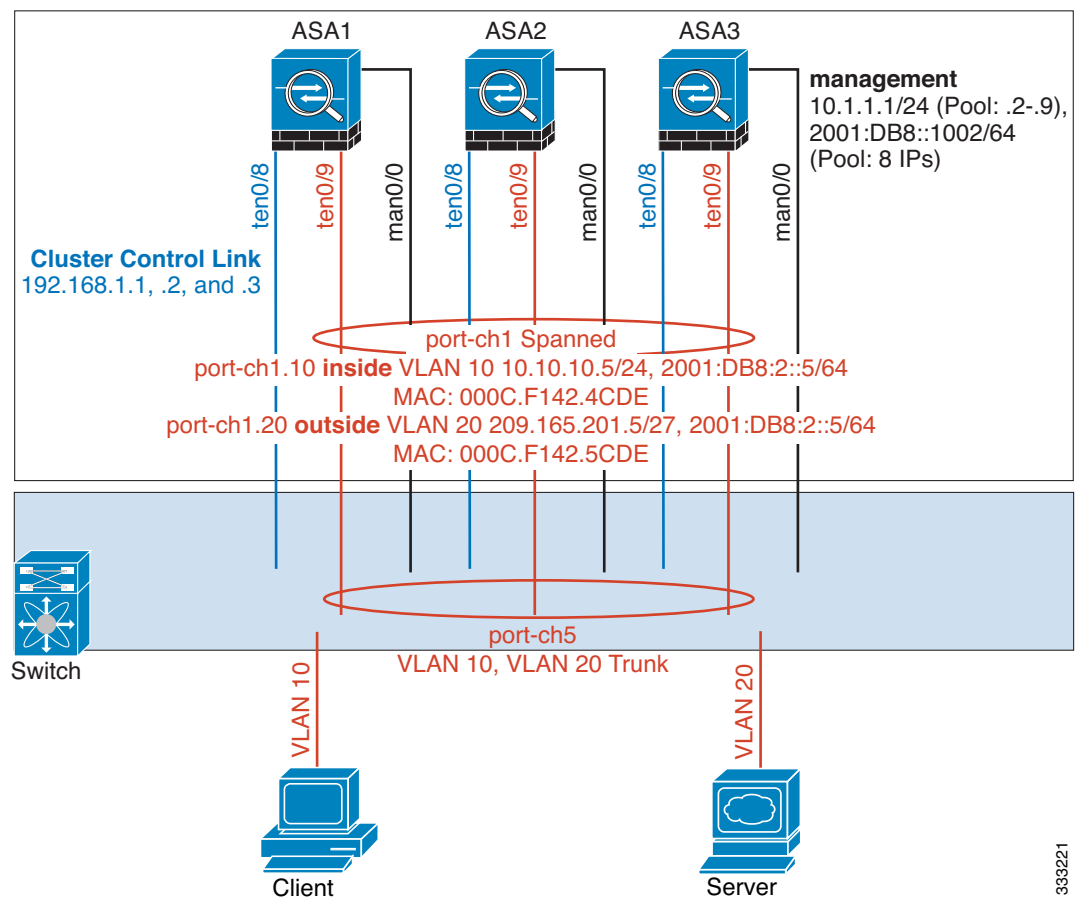 ASA1
ASA2
ASA3
management
10.1.1.1/24 (Pool: .2-.9),
2001:DB8::1002/64
(Pool: 8 IPs)
ten0/8
ten0/9
man0/0
ten0/8
ten0/9
man0/0
ten0/8
ten0/9
man0/0
Cluster Control Link
192.168.1.1, .2, and .3
port-ch1 Spanned
port-ch1.10 inside VLAN 10 10.10.10.5/24, 2001:DB8:2::5/64
MAC: 000C.F142.4CDE
port-ch1.20 outside VLAN 20 209.165.201.5/27, 2001:DB8:2::5/64
MAC: 000C.F142.5CDE
port-ch5
VLAN 10, VLAN 20 Trunk
Switch
VLAN 10
VLAN 20
Client
Server
333221